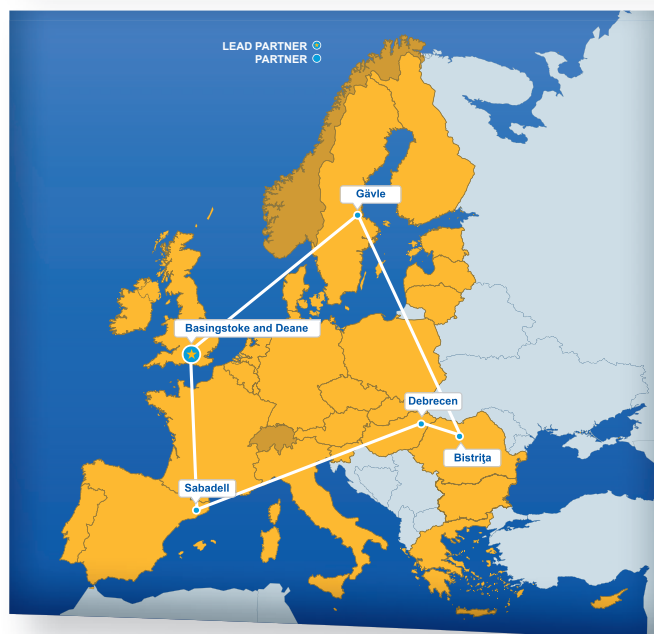 LEAD PARTNER
PARTNER
Gävle
Basingstoke and Deane
Debrecen
Bistriţa
Sabadell